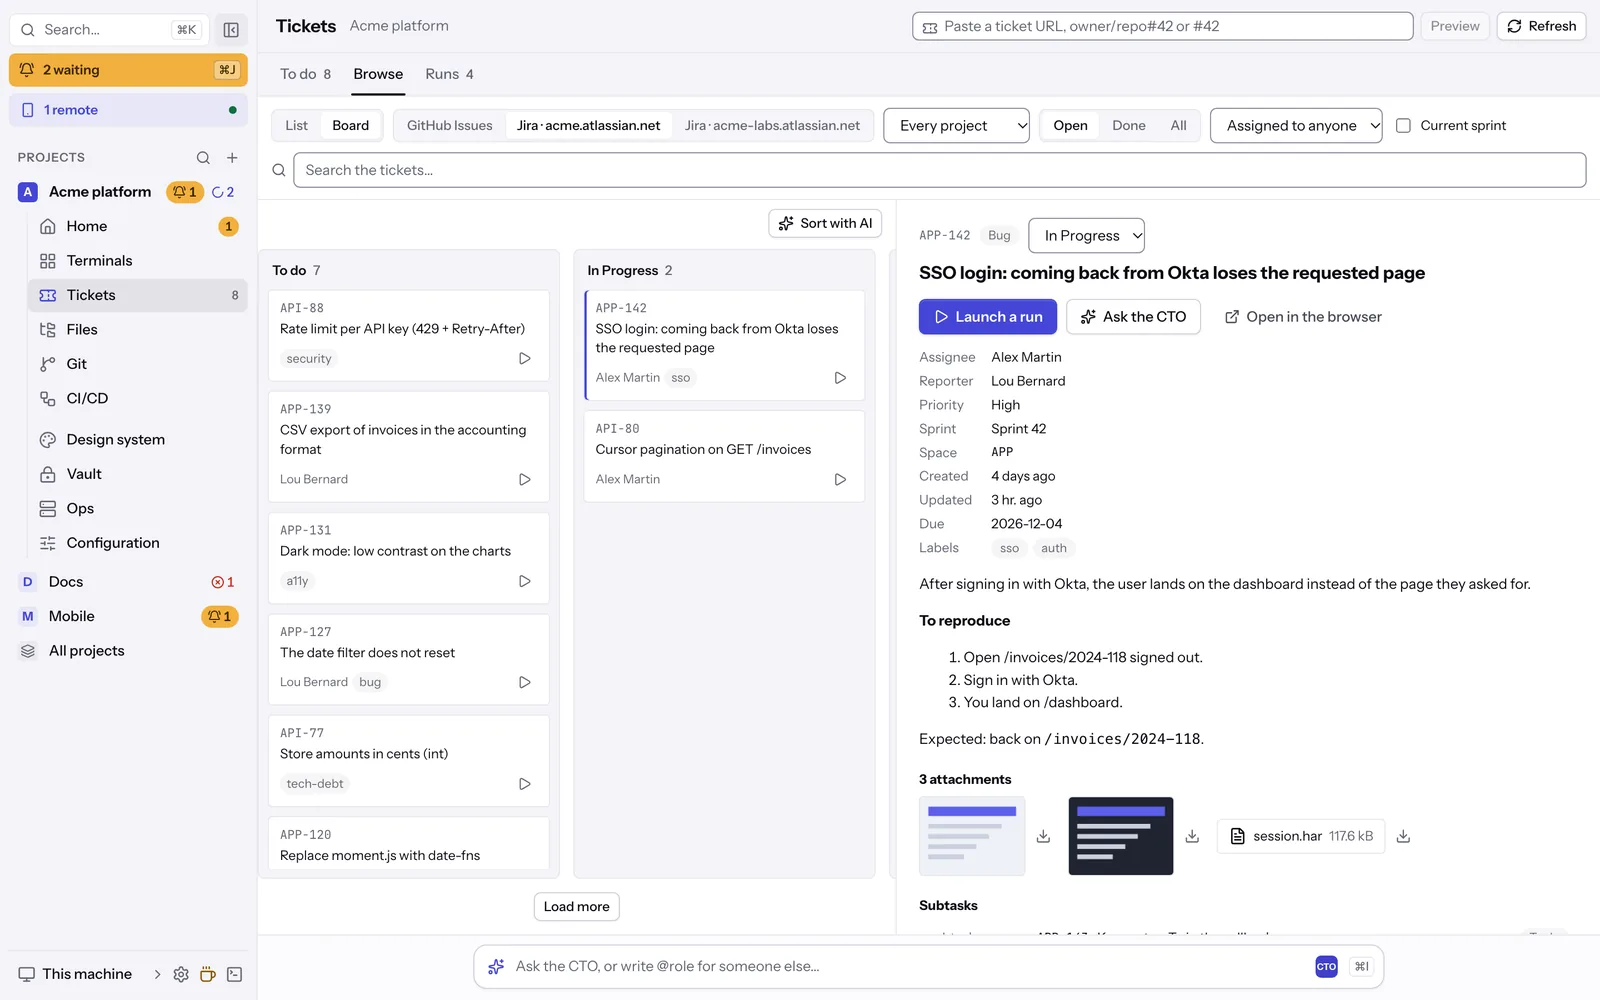 Search... ⌘K
2 waiting ⌘J
1 remote
PROJECTS
A Acme platform 1 2
Home 1
Terminals
Tickets 8
Files
Git
CI/CD
Design system
Vault
Ops
Configuration
D Docs 1
M Mobile 1
All projects
This machine
Tickets Acme platform
Paste a ticket URL, owner/repo#42 or #42
Preview
Refresh
To do 8 Browse Runs 4
List Board
GitHub Issues Jira · acme.atlassian.net Jira · acme-labs.atlassian.net
Every project
Open Done All
Assigned to anyone
Current sprint
Search the tickets...
Sort with AI
To do 7
API-88
Rate limit per API key (429 + Retry-After)
security
APP-139
CSV export of invoices in the accounting
format
Lou Bernard
APP-131
Dark mode: low contrast on the charts
a11y
APP-127
The date filter does not reset
Lou Bernard bug
API-77
Store amounts in cents (int)
tech-debt
APP-120
Replace moment.js with date-fns
In Progress 2
APP-142
SSO login: coming back from Okta loses
the requested page
Alex Martin sso
API-80
Cursor pagination on GET /invoices
Alex Martin
Load more
APP-142 Bug In Progress
SSO login: coming back from Okta loses the requested page
Launch a run
Ask the CTO
Open in the browser
Assignee Alex Martin
Reporter Lou Bernard
Priority High
Sprint Sprint 42
Space APP
Created 4 days ago
Updated 3 hr. ago
Due 2026-12-04
Labels sso auth
After signing in with Okta, the user lands on the dashboard instead of the page they asked for.
To reproduce
1. Open /invoices/2024-118 signed out.
2. Sign in with Okta.
3. You land on /dashboard.
Expected: back on /invoices/2024-118.
3 attachments
session.har 117.6 kB
Subtasks
Ask the CTO, or write @role for someone else...
CTO ⌘I